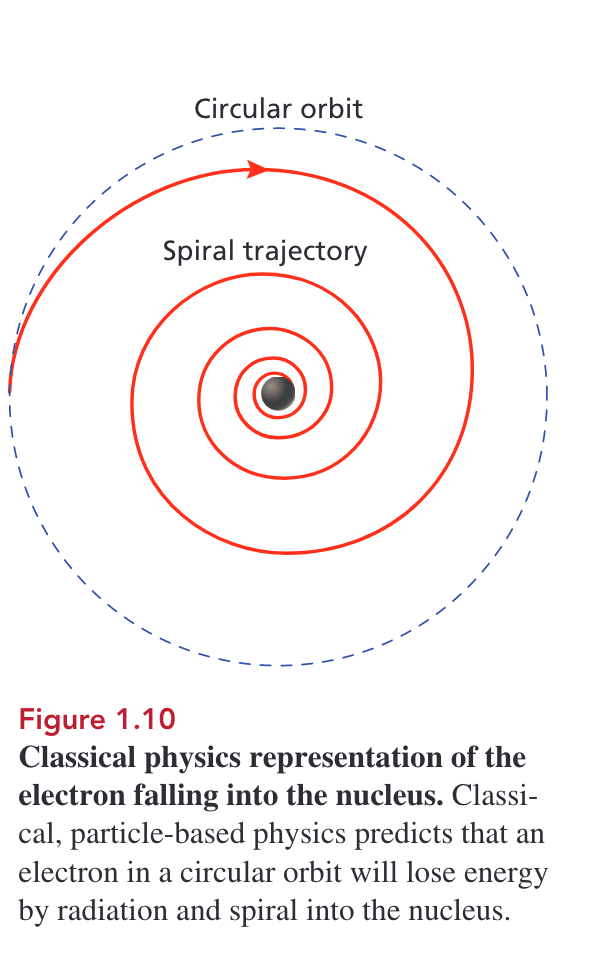 Circular orbit
Spiral trajectory
Figure 1.10
Classical physics representation of the
electron falling into the nucleus. Classi-
cal, particle-based physics predicts that an
electron in a circular orbit will lose energy
by radiation and spiral into the nucleus.